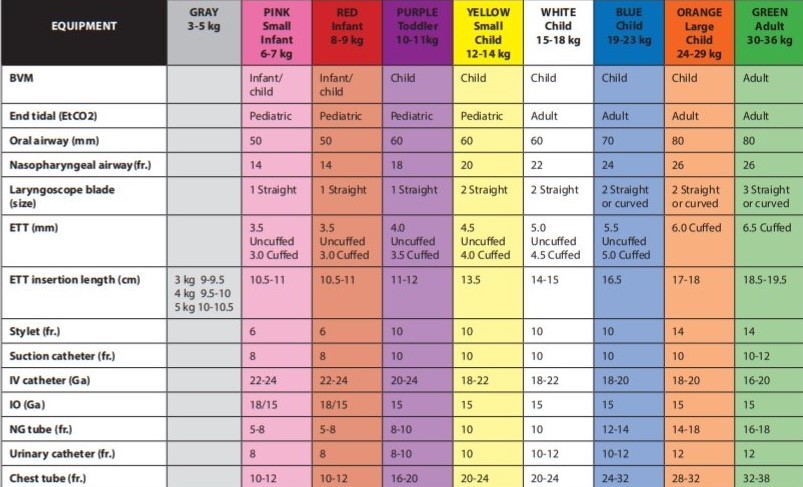 EQUIPMENT GRAY 3-5 kg PINK Small Infant 6-7 kg RED Infant 8-9 kg PURPLE Toddler 10-11kg YELLOW Small Child 12-14 kg WHITE Child 15-18 kg BLUE Child 19-23 kg ORANGE Large Child 24-29 kg GREEN Adult 30-36 kg
BVM Infant/ child Infant/ child Child Child Child Child Child Adult
End tidal (EtCO2) Pediatric Pediatric Pediatric Pediatric Adult Adult Adult Adult
Oral airway (mm) 50 50 60 60 60 70 80 80
Nasopharyngeal airway(fr.) 14 14 18 20 22 24 26 26
Laryngoscope blade (size) 1 Straight 1 Straight 1 Straight 2 Straight 2 Straight 2 Straight or curved 2 Straight or curved 3 Straight or curved
ETT (mm) 3.5 Uncuffed 3.0 Cuffed 3.5 Uncuffed 3.0 Cuffed 4.0 Uncuffed 3.5 Cuffed 4.5 Uncuffed 4.0 Cuffed 5.0 Uncuffed 4.5 Cuffed 5.5 Uncuffed 5.0 Cuffed 6.0 Cuffed 6.5 Cuffed
ETT insertion length (cm) 3 kg 9-9.5 4 kg 9.5-10 5 kg 10-10.5 10.5-11 10.5-11 11-12 13.5 14-15 16.5 17-18 18.5-19.5
Stylet (fr.) 6 6 10 10 10 10 14 14
Suction catheter (fr.) 8 8 10 10 10 10 10 10-12
IV catheter (Ga) 22-24 22-24 20-24 18-22 18-22 18-20 18-20 16-20
IO (Ga) 18/15 18/15 15 15 15 15 15 15
NG tube (fr.) 5-8 5-8 8-10 10 10 12-14 14-18 16-18
Urinary catheter (fr.) 8 8 8-10 10 10-12 10-12 12 12
Chest tube (fr.) 10-12 10-12 16-20 20-24 20-24 24-32 28-32 32-38